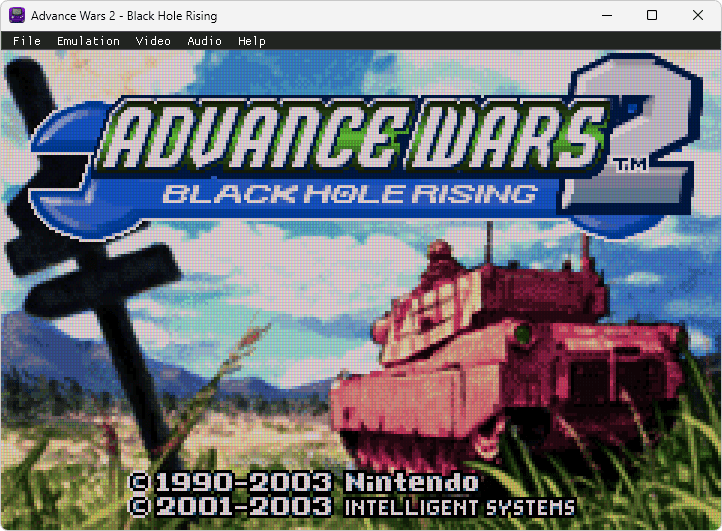 Advance Wars 2 - Black Hole Rising
File Emulation Video Audio Help
ADVANCE WARS 2 TM
BLACK HOLE RISING
©1990-2003 Nintendo
©2001-2003 INTELLIGENT SYSTEMS